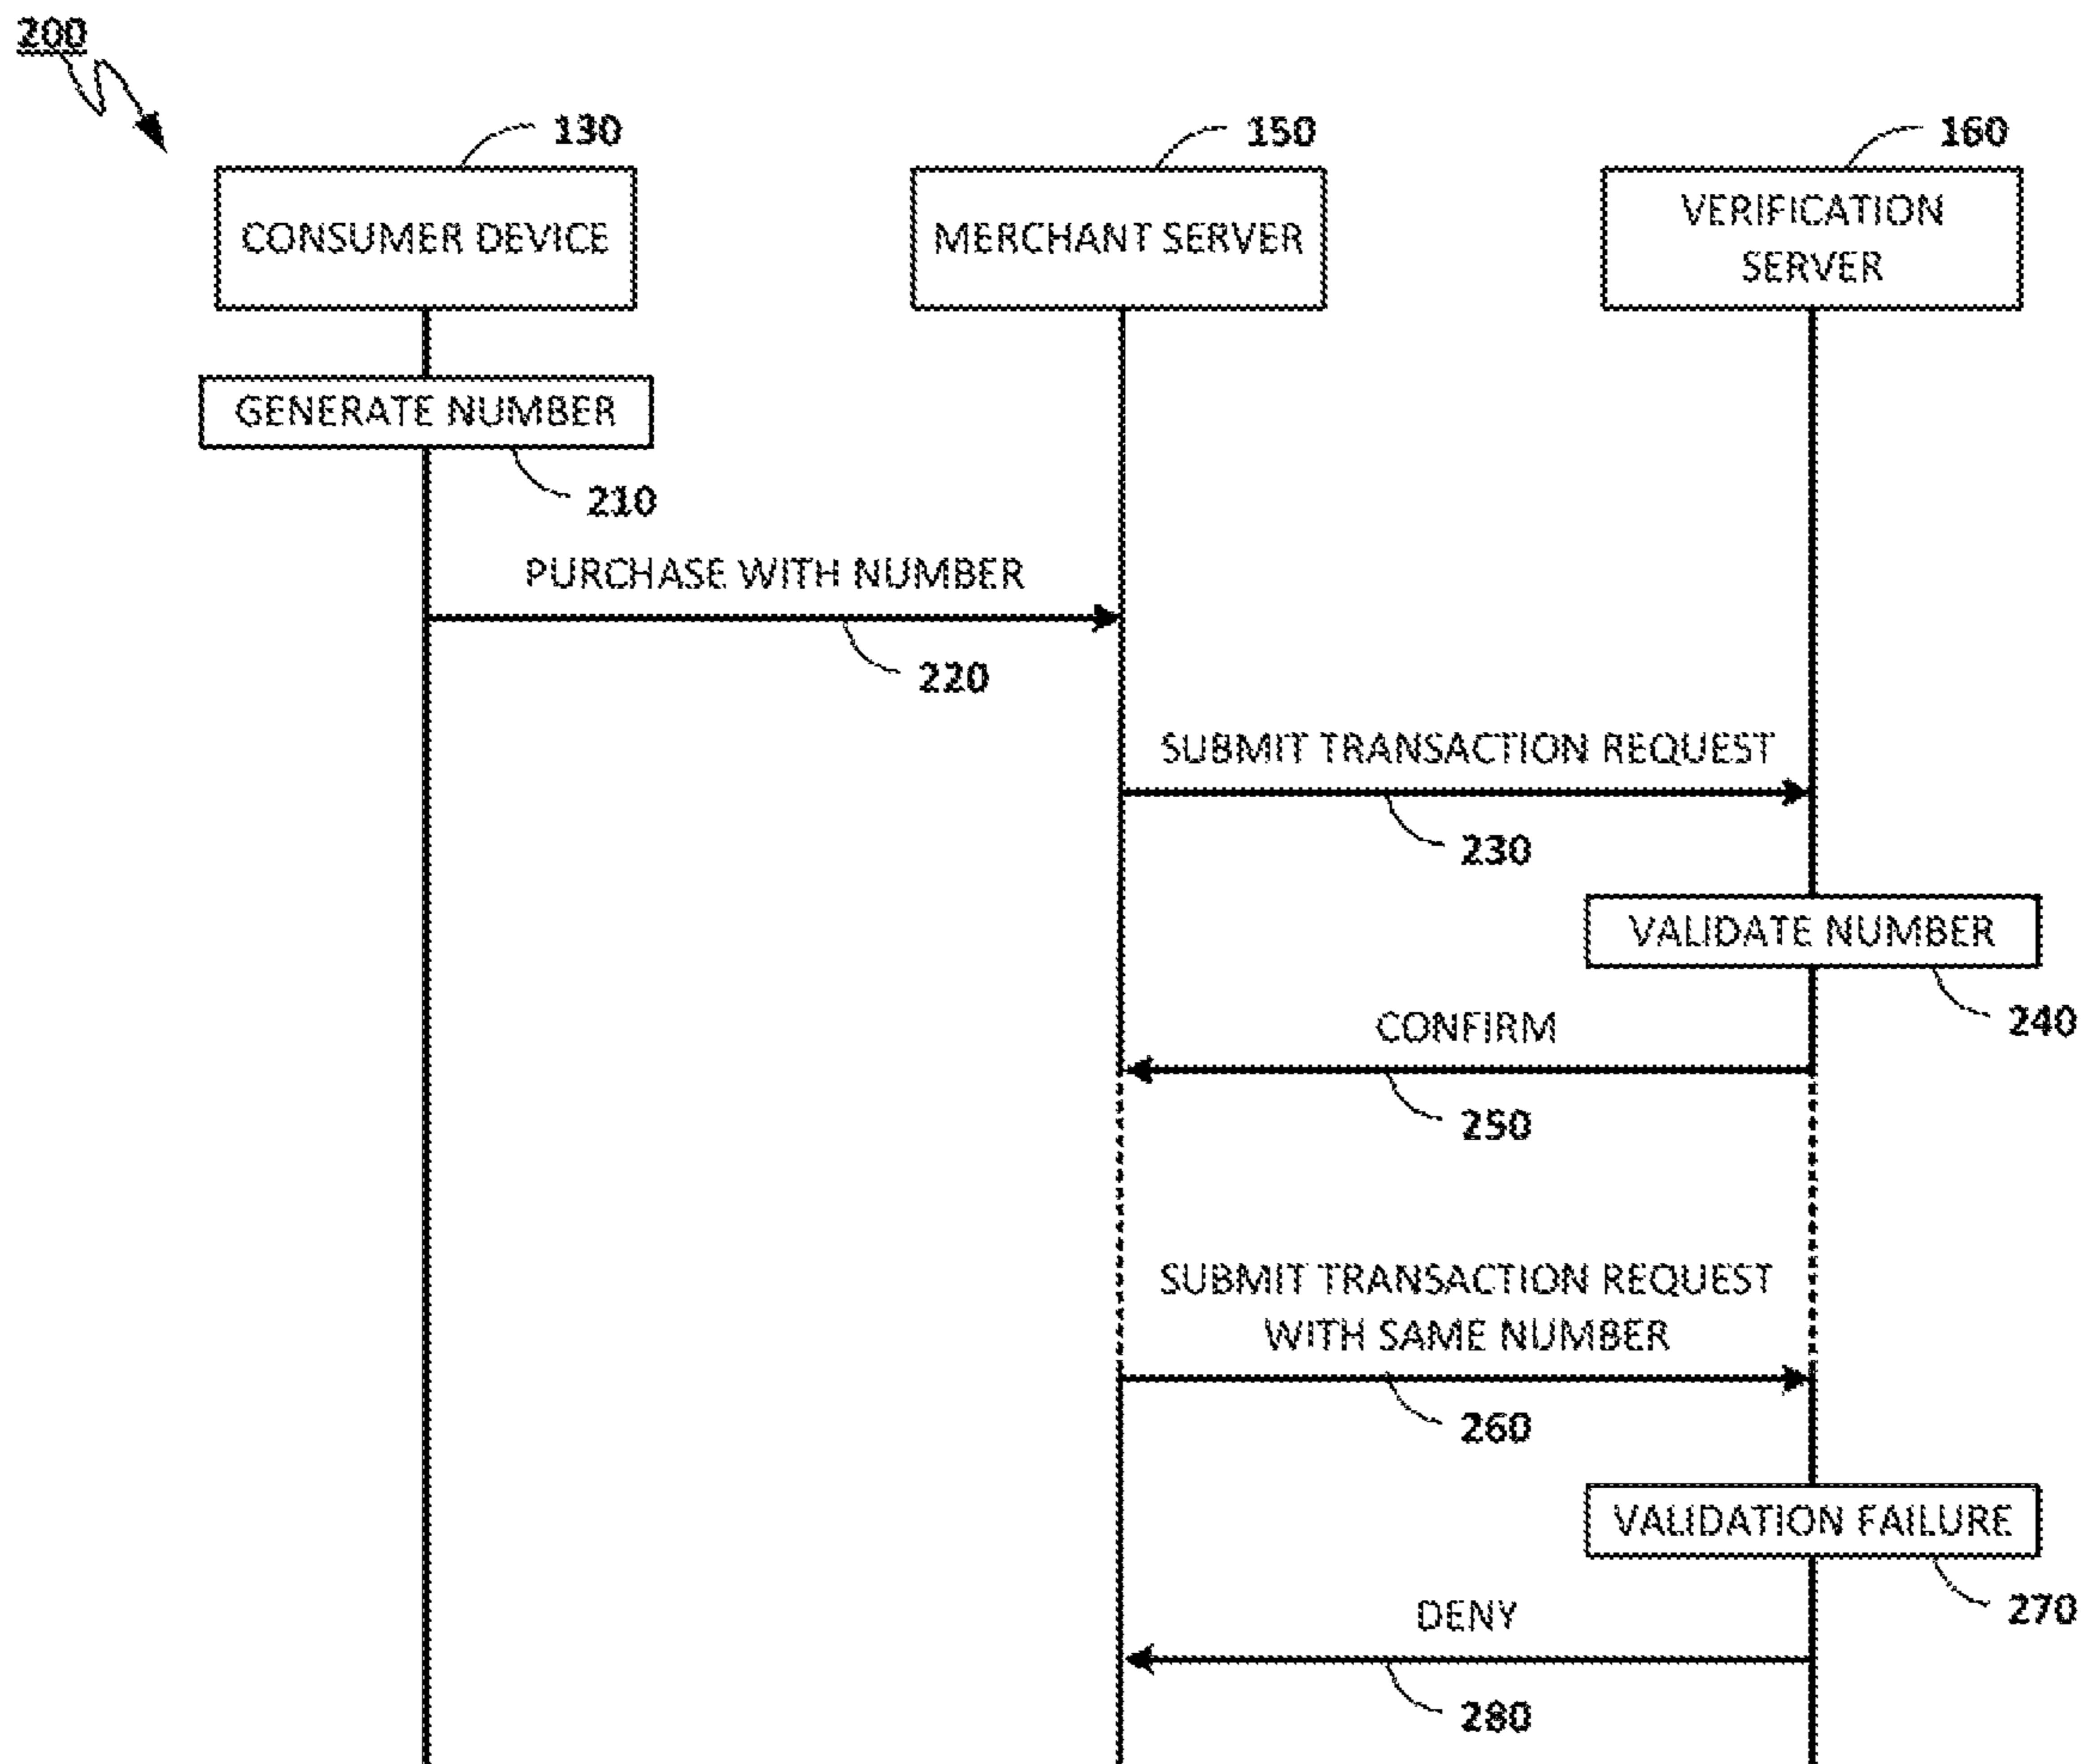 200
130
150
160
CONSUMER DEVICE
MERCHANT SERVER
VERIFICATION
SERVER
GENERATE NUMBER
210
PURCHASE WITH NUMBER
220
SUBMIT TRANSACTION REQUEST
230
VALIDATE NUMBER
240
CONFIRM
250
SUBMIT TRANSACTION REQUEST
WITH SAME NUMBER
260
VALIDATION FAILURE
270
DENY
280